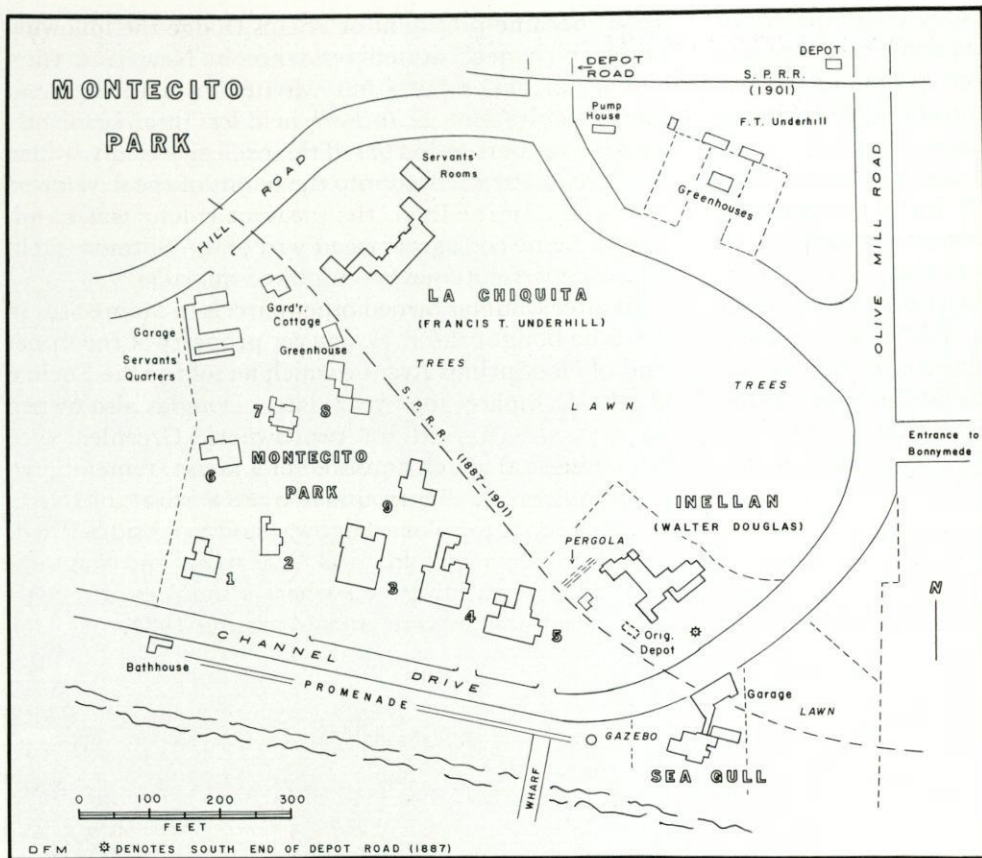 MONTECITO
PARK
DEPOT
DEPOT
ROAD
S. P. R. R.
(1901)
Pump
House
F. T. Underhill
Greenhouses
OLIVE MILL ROAD
HILL ROAD
Servants'
Rooms
LA CHIQUITA
(FRANCIS T. UNDERHILL)
Gard'r.
Cottage
Garage
Greenhouse
Servants'
Quarters
TREES
S. P. R. R. (1887-1901)
LAWN
TREES
Entrance to
Bonnymede
7
8
MONTECITO
PARK
6
9
INELLAN
(WALTER DOUGLAS)
PERGOLA
1
2
3
4
5
Orig.
Depot
N
CHANNEL DRIVE
Bathhouse
PROMENADE
Garage
LAWN
GAZEBO
SEA GULL
WHARF
0 100 200 300
FEET
DFM ☼ DENOTES SOUTH END OF DEPOT ROAD (1887)